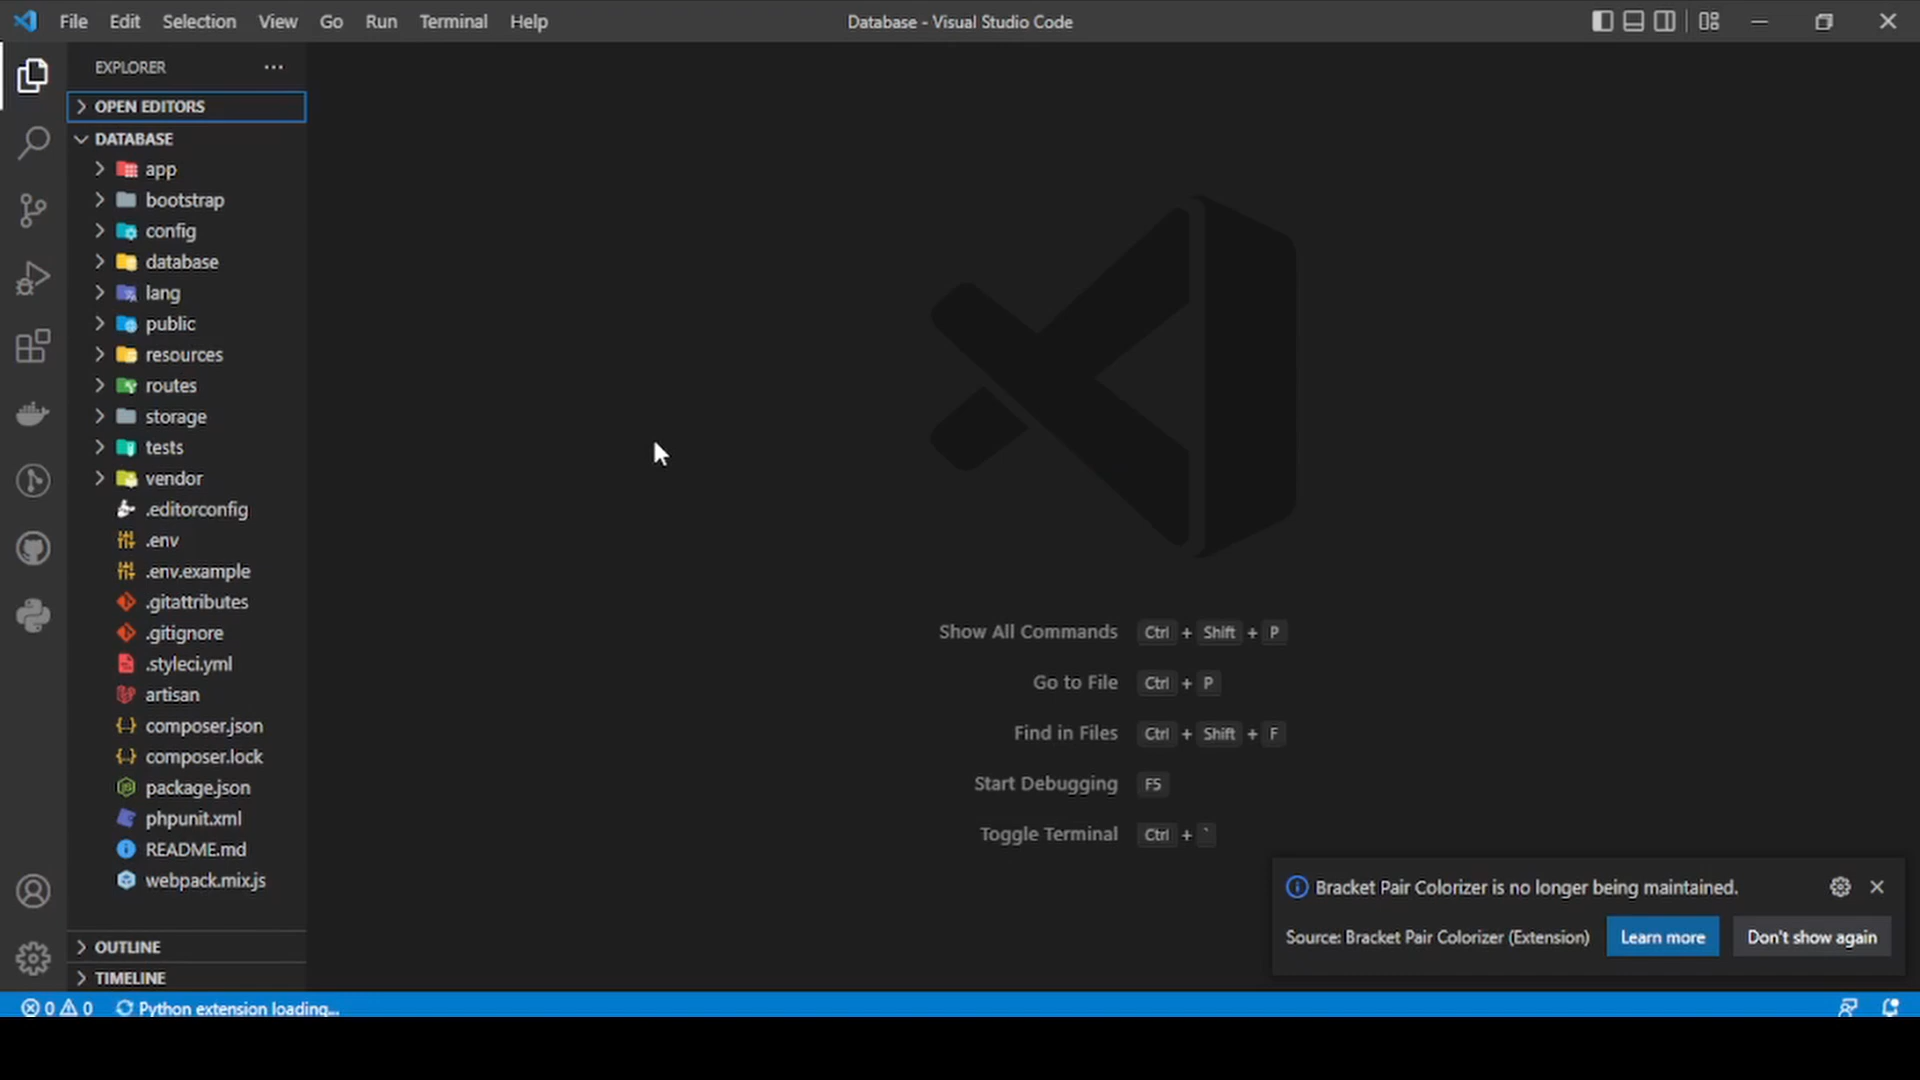 File Edit Selection View Go Run Terminal Help
Database - Visual Studio Code
EXPLORER
OPEN EDITORS
DATABASE
app
bootstrap
config
database
lang
public
resources
routes
storage
tests
vendor
.editorconfig
.env
.env.example
.gitattributes
.gitignore
.styleci.yml
artisan
composer.json
composer.lock
package.json
phpunit.xml
README.md
webpack.mix.js
OUTLINE
TIMELINE
Show All Commands Ctrl + Shift + P
Go to File Ctrl + P
Find in Files Ctrl + Shift + F
Start Debugging F5
Toggle Terminal Ctrl + `
Bracket Pair Colorizer is no longer being maintained.
Source: Bracket Pair Colorizer (Extension) Learn more Don't show again
0 0 Python extension loading...